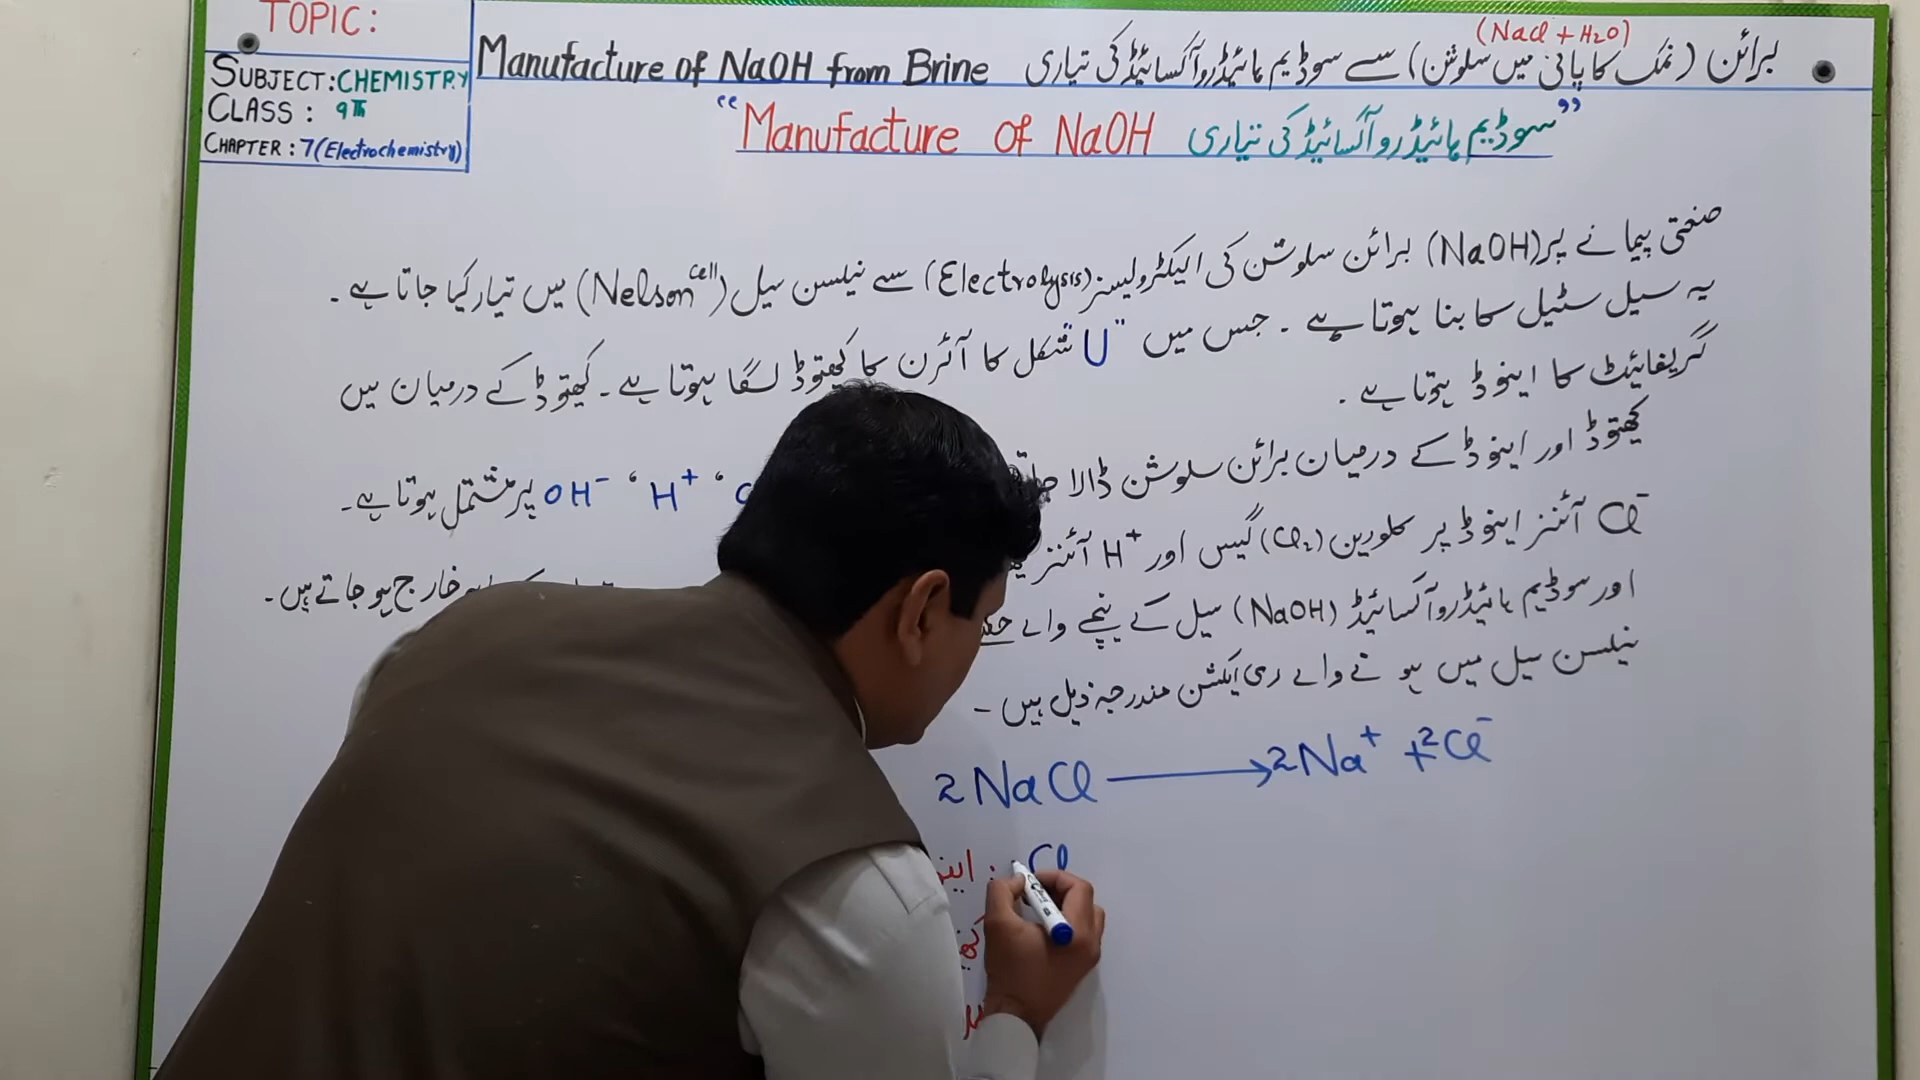 TOPIC:
SUBJECT: CHEMISTRY
CLASS : 9th
CHAPTER : 7 (Electrochemistry)
(NaCl + H2O)
Manufacture of NaOH from Brine برائن (نمک کا پانی میں سلوشن) سے سوڈیم ہائیڈروآکسائیڈ کی تیاری
"Manufacture of NaOH سوڈیم ہائیڈروآکسائیڈ کی تیاری"
صنعتی پیمانے پر (NaOH) برائن سلوشن کی الیکٹرولیسز (Electrolysis) سے نیلسن سیل (Nelson cell) میں تیار کیا جاتا ہے۔
یہ سیل سٹیل کا بنا ہوتا ہے۔ جس میں "U" شکل کا آئرن کا کیتھوڈ لگا ہوتا ہے۔ کیتھوڈ کے درمیان میں
گریفائیٹ کا اینوڈ ہوتا ہے۔
کیتھوڈ اور اینوڈ کے درمیان برائن سلوشن ڈالا H⁺ ، OH⁻ پر مشتمل ہوتا ہے۔
Cl⁻ آئنز اینوڈ پر کلورین (Cl₂) گیس اور H⁺ آئنز
اور سوڈیم ہائیڈروآکسائیڈ (NaOH) سیل کے نیچے والے خارج ہو جاتے ہیں۔
نیلسن سیل میں ہونے والے ری ایکشن مندرجہ ذیل ہیں۔
2NaCl ⟶ 2Na⁺ + 2Cl⁻
: Cl